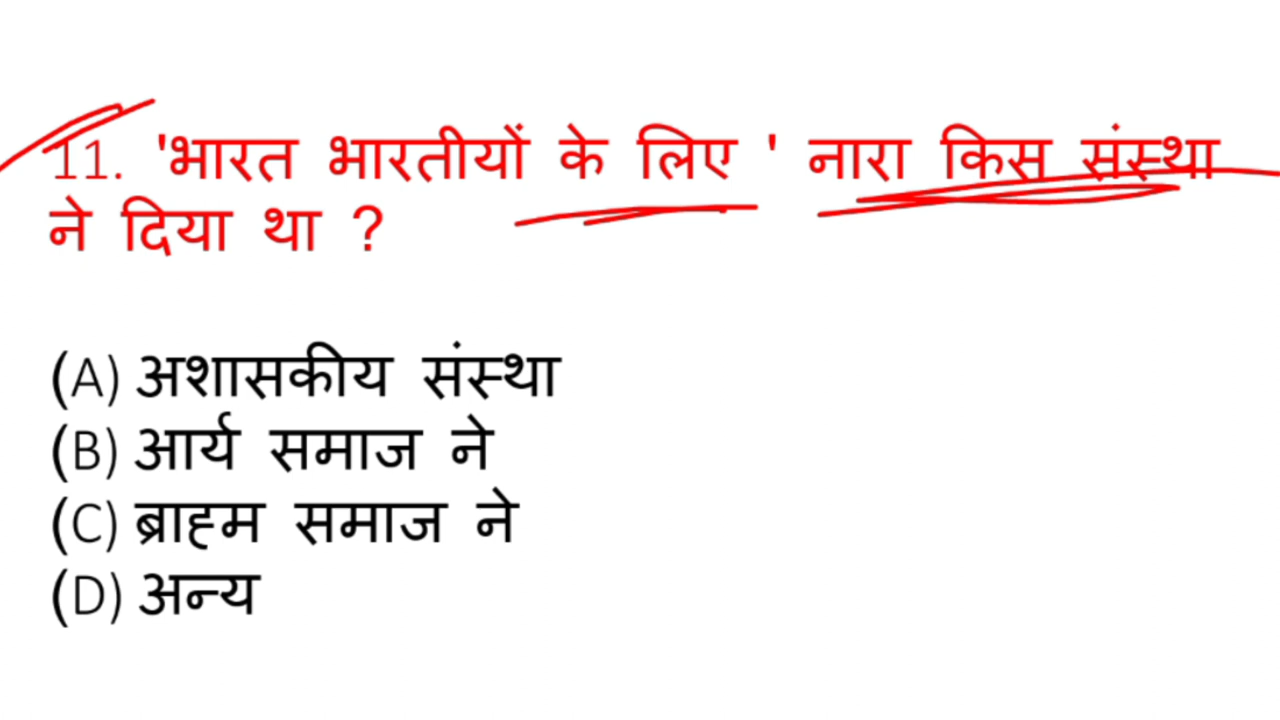 11. 'भारत भारतीयों के लिए ' नारा किस संस्था
ने दिया था ?
(A) अशासकीय संस्था
(B) आर्य समाज ने
(C) ब्राह्म समाज ने
(D) अन्य